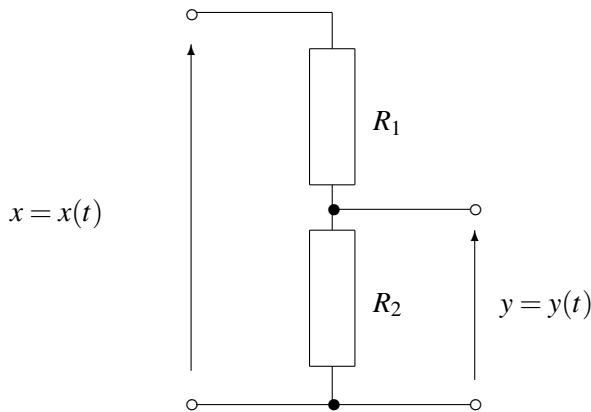 R₁
x = x(t)
R₂
y = y(t)